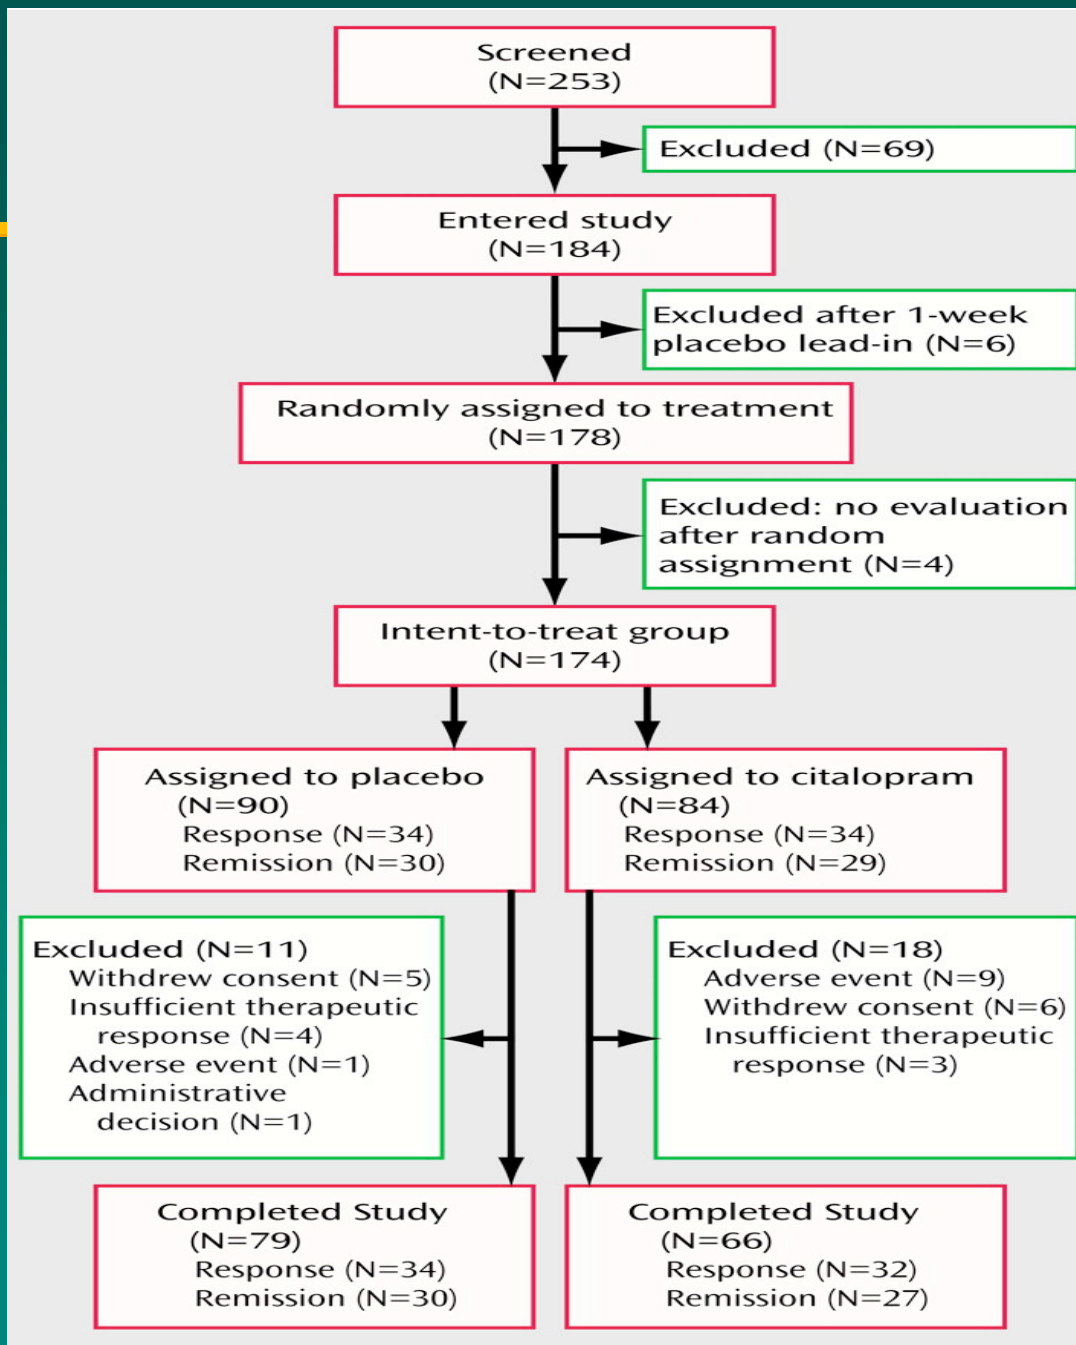 Screened
(N=253)
Excluded (N=69)
Entered study
(N=184)
Excluded after 1-week
placebo lead-in (N=6)
Randomly assigned to treatment
(N=178)
Excluded: no evaluation
after random
assignment (N=4)
Intent-to-treat group
(N=174)
Assigned to placebo
(N=90)
Response (N=34)
Remission (N=30)
Assigned to citalopram
(N=84)
Response (N=34)
Remission (N=29)
Excluded (N=11)
Withdrew consent (N=5)
Insufficient therapeutic
response (N=4)
Adverse event (N=1)
Administrative
decision (N=1)
Excluded (N=18)
Adverse event (N=9)
Withdrew consent (N=6)
Insufficient therapeutic
response (N=3)
Completed Study
(N=79)
Response (N=34)
Remission (N=30)
Completed Study
(N=66)
Response (N=32)
Remission (N=27)